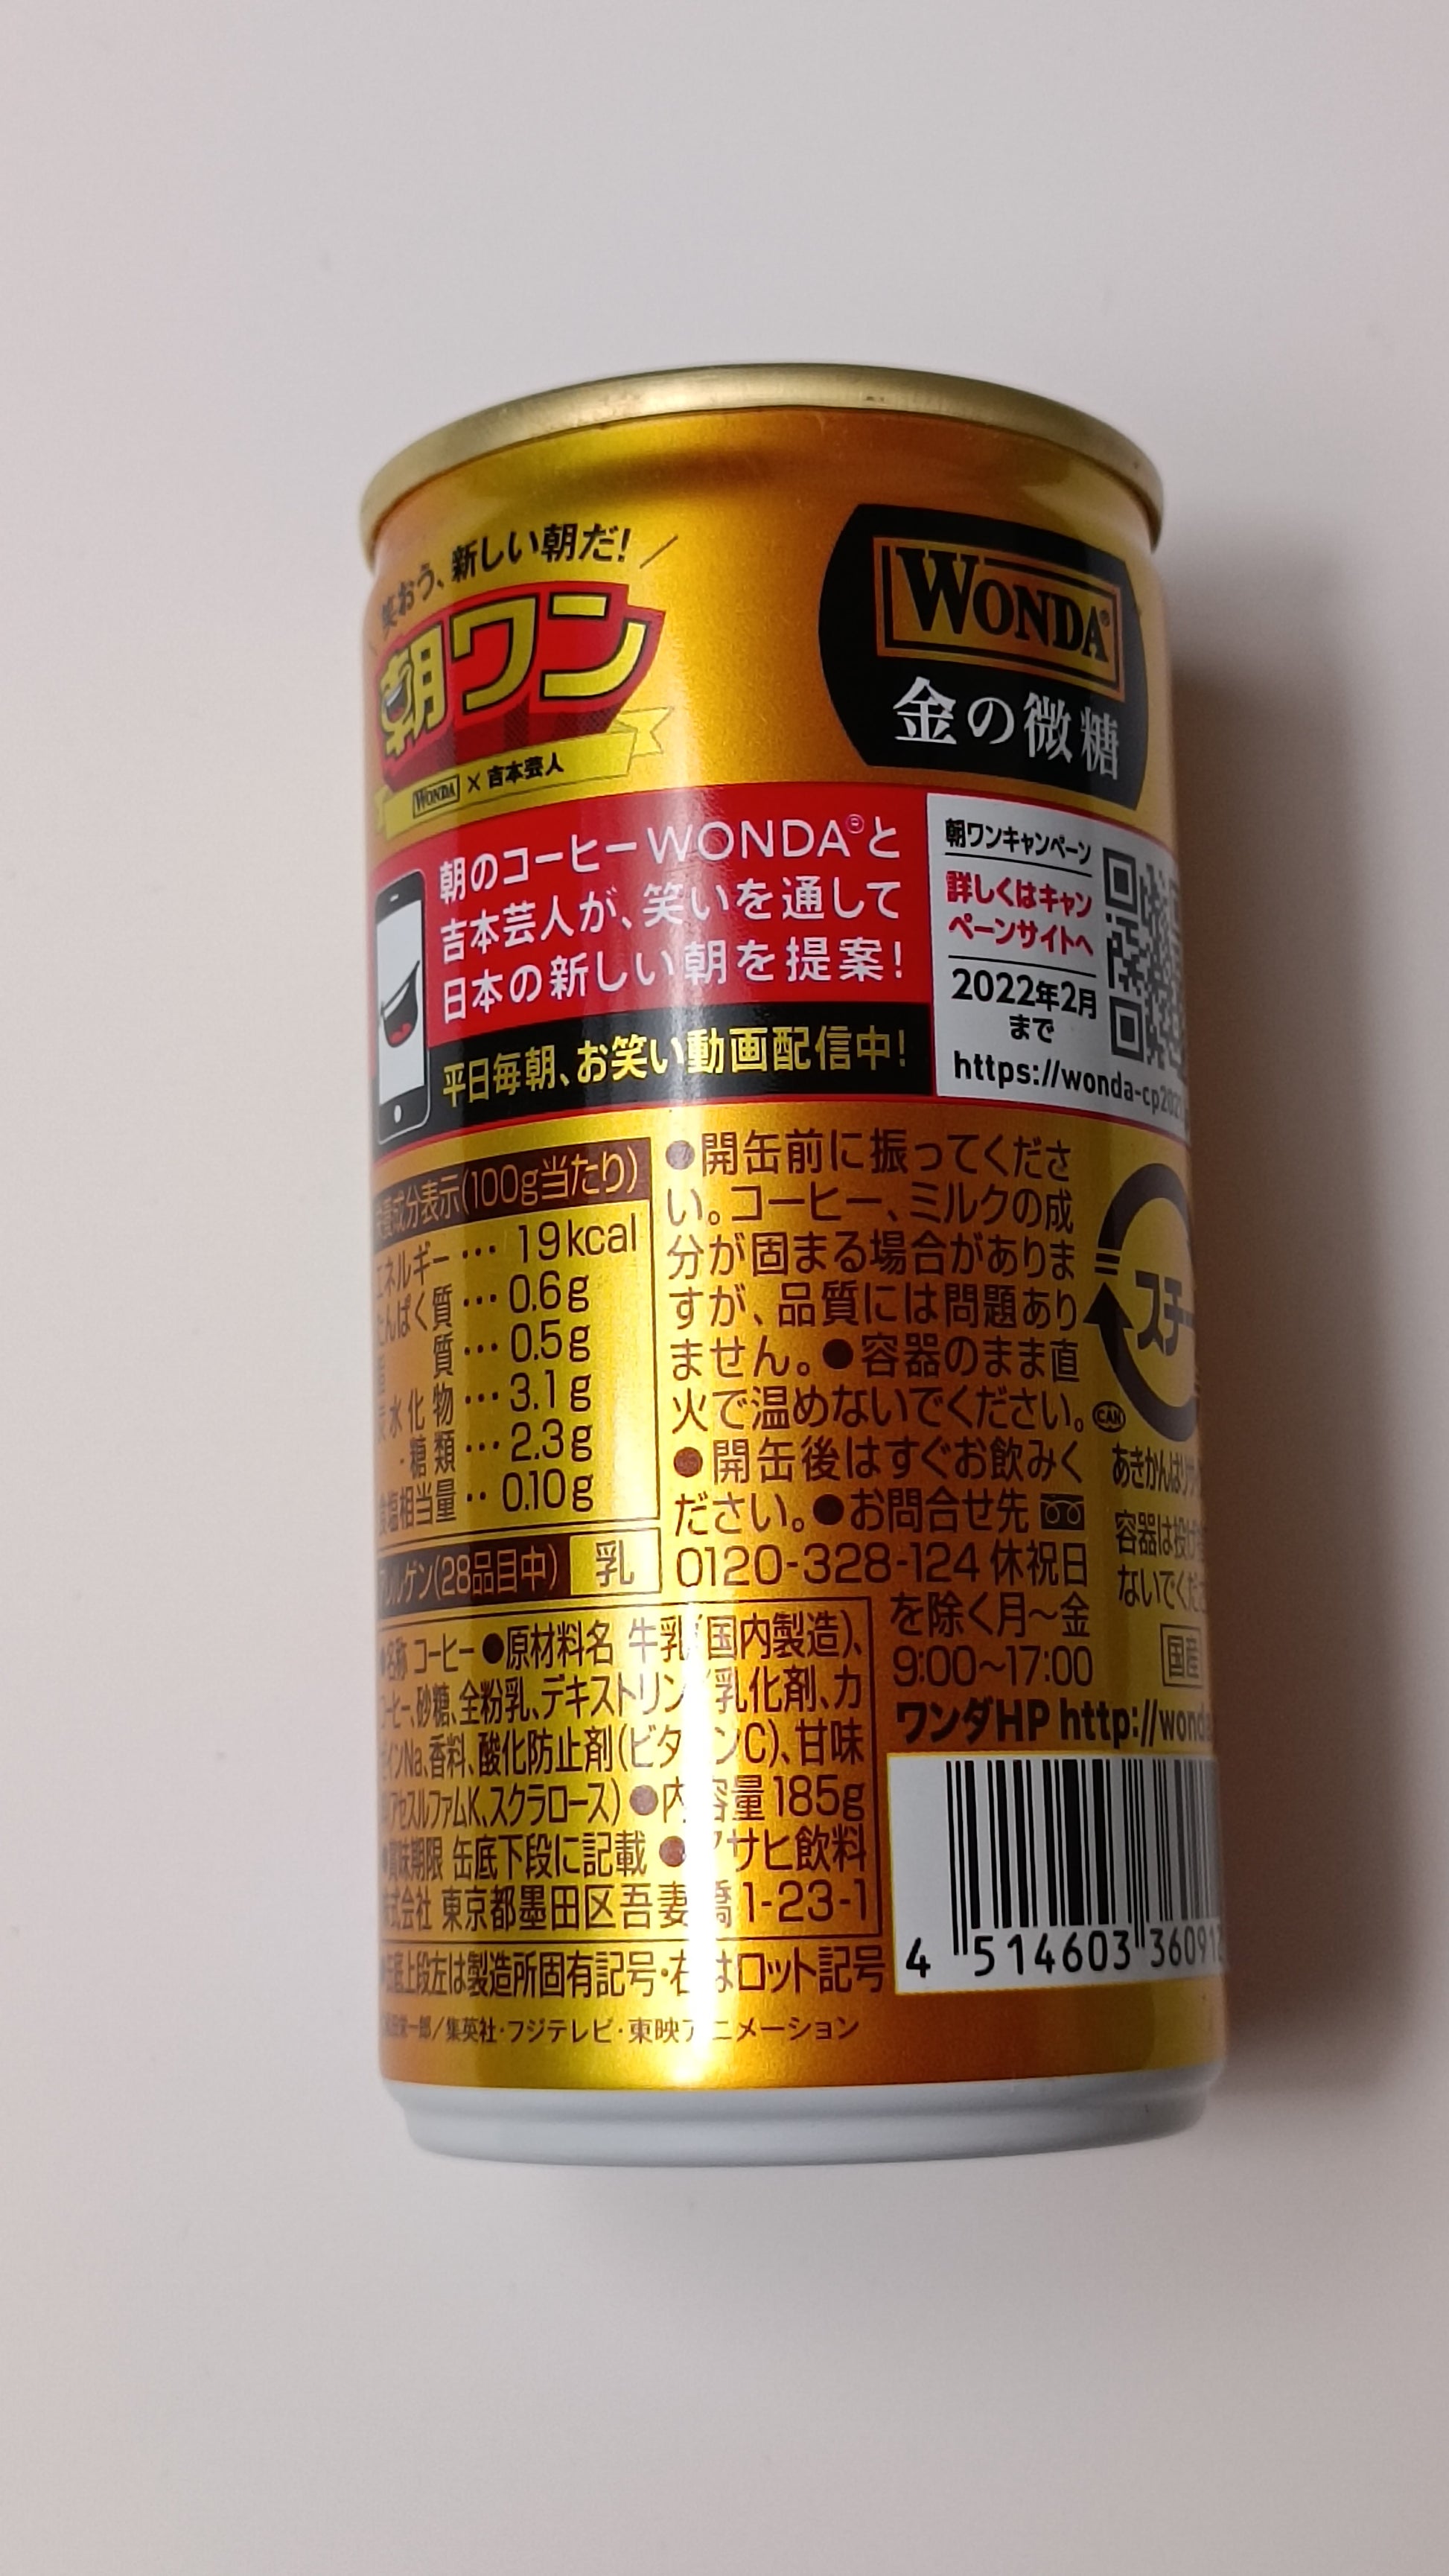 笑おう、新しい朝だ!
朝ワン
WONDA × 吉本芸人
WONDA®
金の微糖
朝のコーヒーWONDA®と
吉本芸人が、笑いを通して
日本の新しい朝を提案!
平日毎朝、お笑い動画配信中!
朝ワンキャンペーン
詳しくはキャン
ペーンサイトへ
2022年2月
まで
https://wonda-cp202
栄養成分表示(100g当たり)
エネルギー … 19kcal
たんぱく質 … 0.6g
質 … 0.5g
炭水化物 … 3.1g
・糖類 … 2.3g
食塩相当量 ‥ 0.10g
アレルゲン(28品目中) 乳
●開缶前に振ってくださ
い。コーヒー、ミルクの成
分が固まる場合がありま
すが、品質には問題あり
ません。●容器のまま直
火で温めないでください。
●開缶後はすぐお飲みく
ださい。●お問合せ先
0120-328-124 休祝日
を除く月〜金
9:00〜17:00
ワンダHP http://wond
スチー
CAN
あきかんはリサ
容器は投げ
ないでくだ
国産
●名称 コーヒー ●原材料名 牛乳(国内製造)、
コーヒー、砂糖、全粉乳、デキストリン/乳化剤、カ
ゼインNa、香料、酸化防止剤(ビタミンC)、甘味
料(アセスルファムK、スクラロース) ●内容量 185g
●賞味期限 缶底下段に記載 ●アサヒ飲料
株式会社 東京都墨田区吾妻橋1-23-1
●缶底上段左は製造所固有記号・右はロット記号
栄一郎/集英社・フジテレビ・東映アニメーション
4 514603 36091